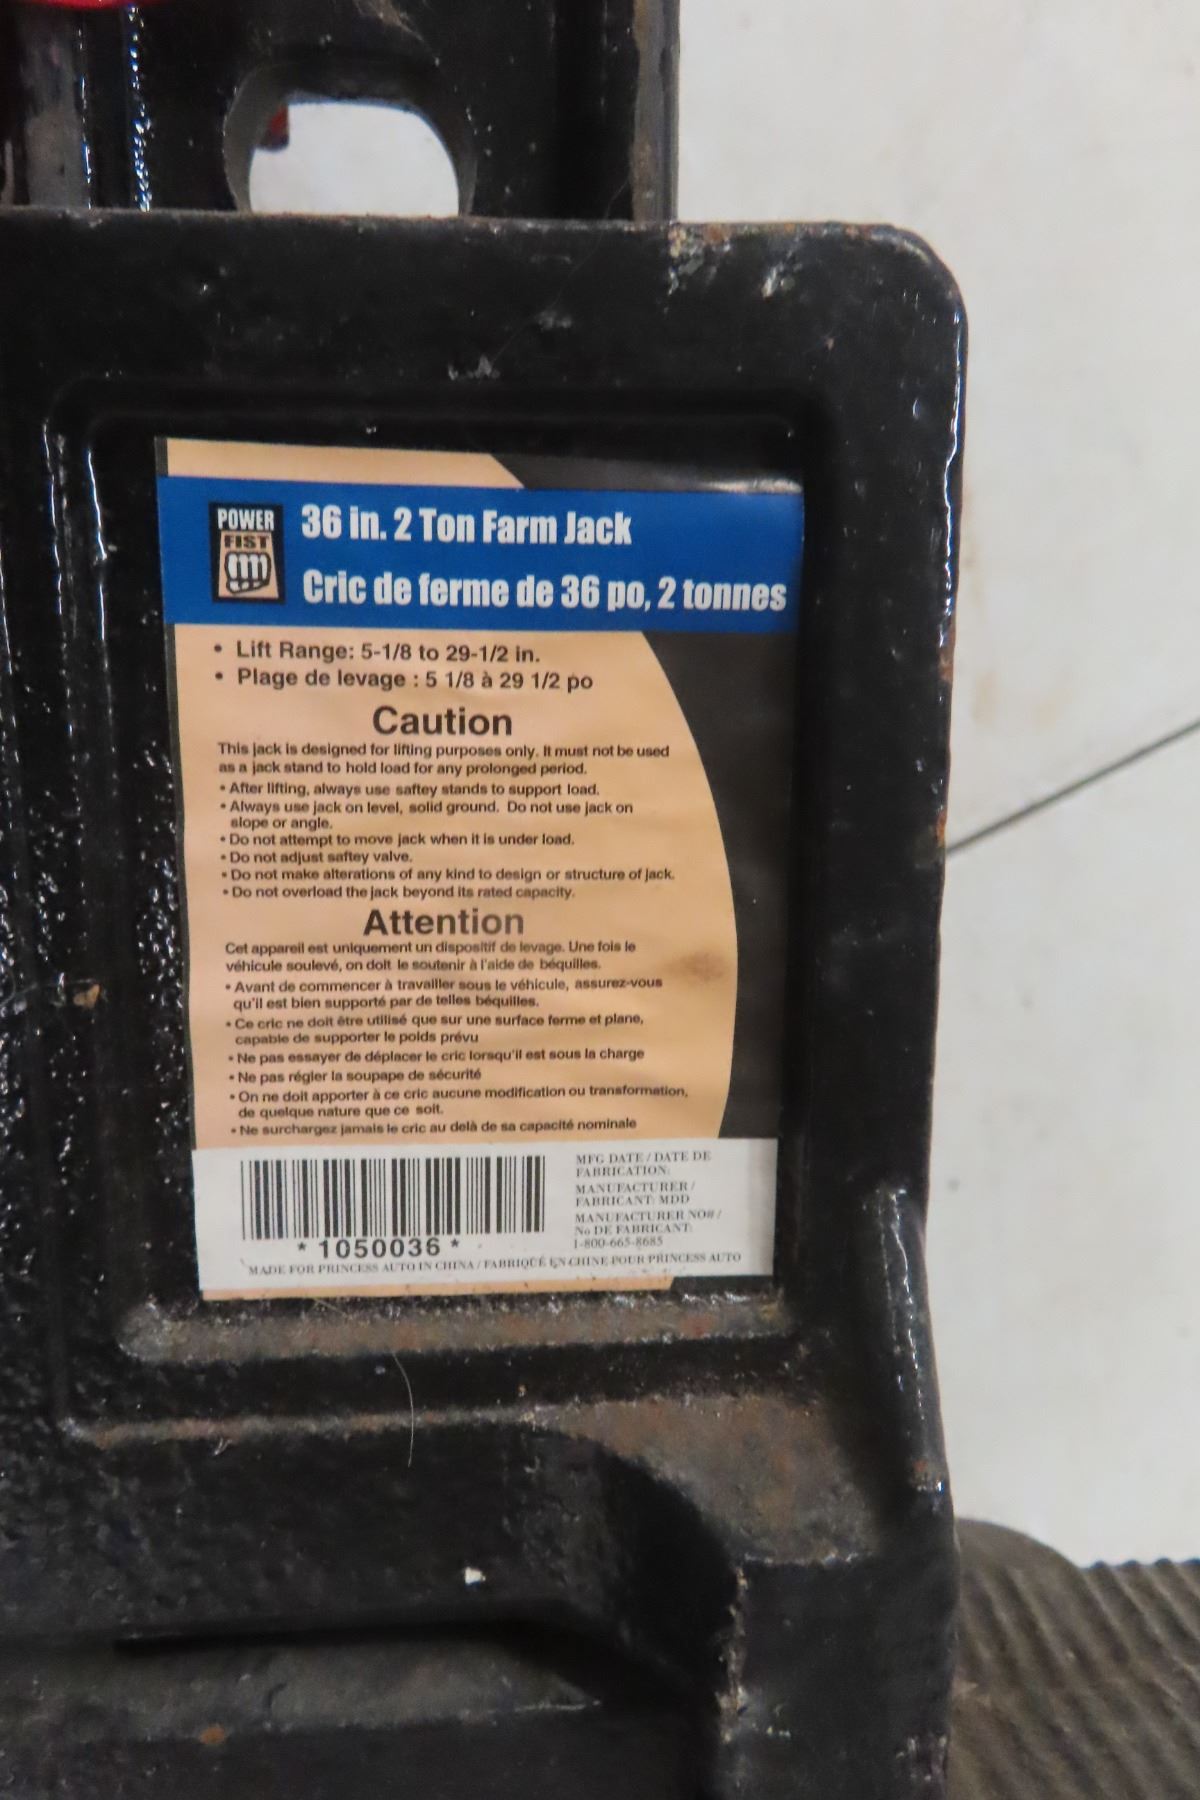 POWER
FIST
36 in. 2 Ton Farm Jack
Cric de ferme de 36 po, 2 tonnes
• Lift Range: 5-1/8 to 29-1/2 in.
• Plage de levage : 5 1/8 à 29 1/2 po
Caution
This jack is designed for lifting purposes only. It must not be used
as a jack stand to hold load for any prolonged period.
• After lifting, always use saftey stands to support load.
• Always use jack on level, solid ground. Do not use jack on
slope or angle.
• Do not attempt to move jack when it is under load.
• Do not adjust saftey valve.
• Do not make alterations of any kind to design or structure of jack.
• Do not overload the jack beyond its rated capacity.
Attention
Cet appareil est uniquement un dispositif de levage. Une fois le
véhicule soulevé, on doit le soutenir à l'aide de béquilles.
• Avant de commencer à travailler sous le véhicule, assurez-vous
qu'il est bien supporté par de telles béquilles.
• Ce cric ne doit être utilisé que sur une surface ferme et plane,
capable de supporter le poids prévu
• Ne pas essayer de déplacer le cric lorsqu'il est sous la charge
• Ne pas régler la soupape de sécurité
• On ne doit apporter à ce cric aucune modification ou transformation,
de quelque nature que ce soit.
• Ne surchargez jamais le cric au delà de sa capacité nominale
* 1050036 *
MFG DATE / DATE DE
FABRICATION:
MANUFACTURER /
FABRICANT: MDD
MANUFACTURER NO# /
No DE FABRICANT:
1-800-665-8685
MADE FOR PRINCESS AUTO IN CHINA / FABRIQUÉ EN CHINE POUR PRINCESS AUTO